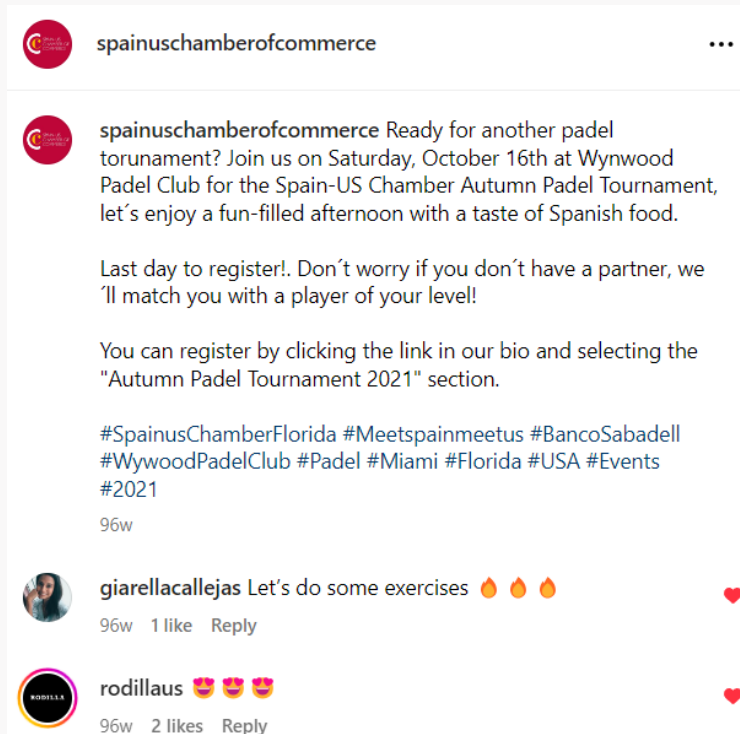 spainuschamberofcommerce
spainuschamberofcommerce Ready for another padel
torunament? Join us on Saturday, October 16th at Wynwood
Padel Club for the Spain-US Chamber Autumn Padel Tournament,
let´s enjoy a fun-filled afternoon with a taste of Spanish food.
Last day to register!. Don´t worry if you don´t have a partner, we
´ll match you with a player of your level!
You can register by clicking the link in our bio and selecting the
"Autumn Padel Tournament 2021" section.
#SpainusChamberFlorida #Meetspainmeetus #BancoSabadell
#WywoodPadelClub #Padel #Miami #Florida #USA #Events
#2021
96w
giarellacallejas Let's do some exercises 🔥 🔥 🔥
96w 1 like Reply
RODILLA
rodillaus 😍 😍 😍
96w 2 likes Reply